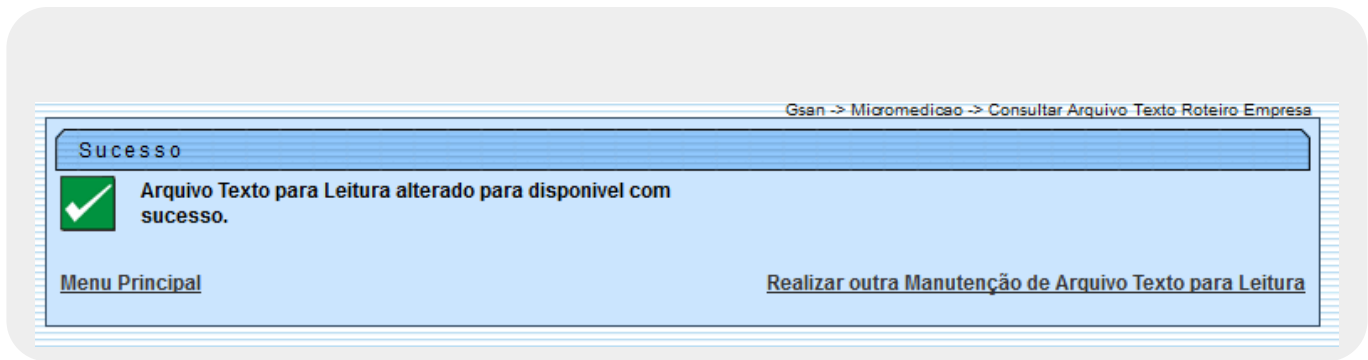 Gsan -> Micromedicao -> Consultar Arquivo Texto Roteiro Empresa
Sucesso
Arquivo Texto para Leitura alterado para disponivel com
sucesso.
Menu Principal
Realizar outra Manutenção de Arquivo Texto para Leitura